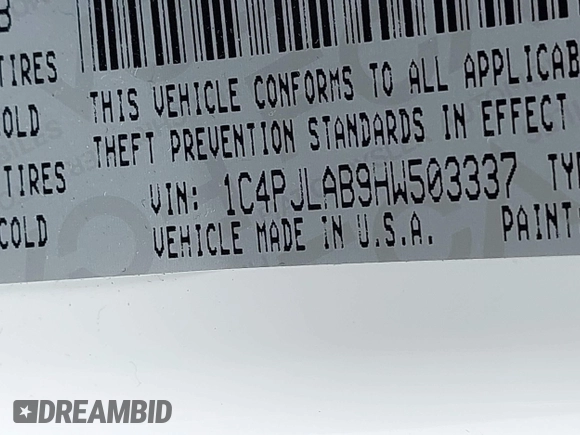 B
TIRES
COLD
TIRES
COLD
THIS VEHICLE CONFORMS TO ALL APPLICAB
THEFT PREVENTION STANDARDS IN EFFECT
VIN: 1C4PJLAB9HW503337 TYP
VEHICLE MADE IN U.S.A. PAINT
DREAMBID